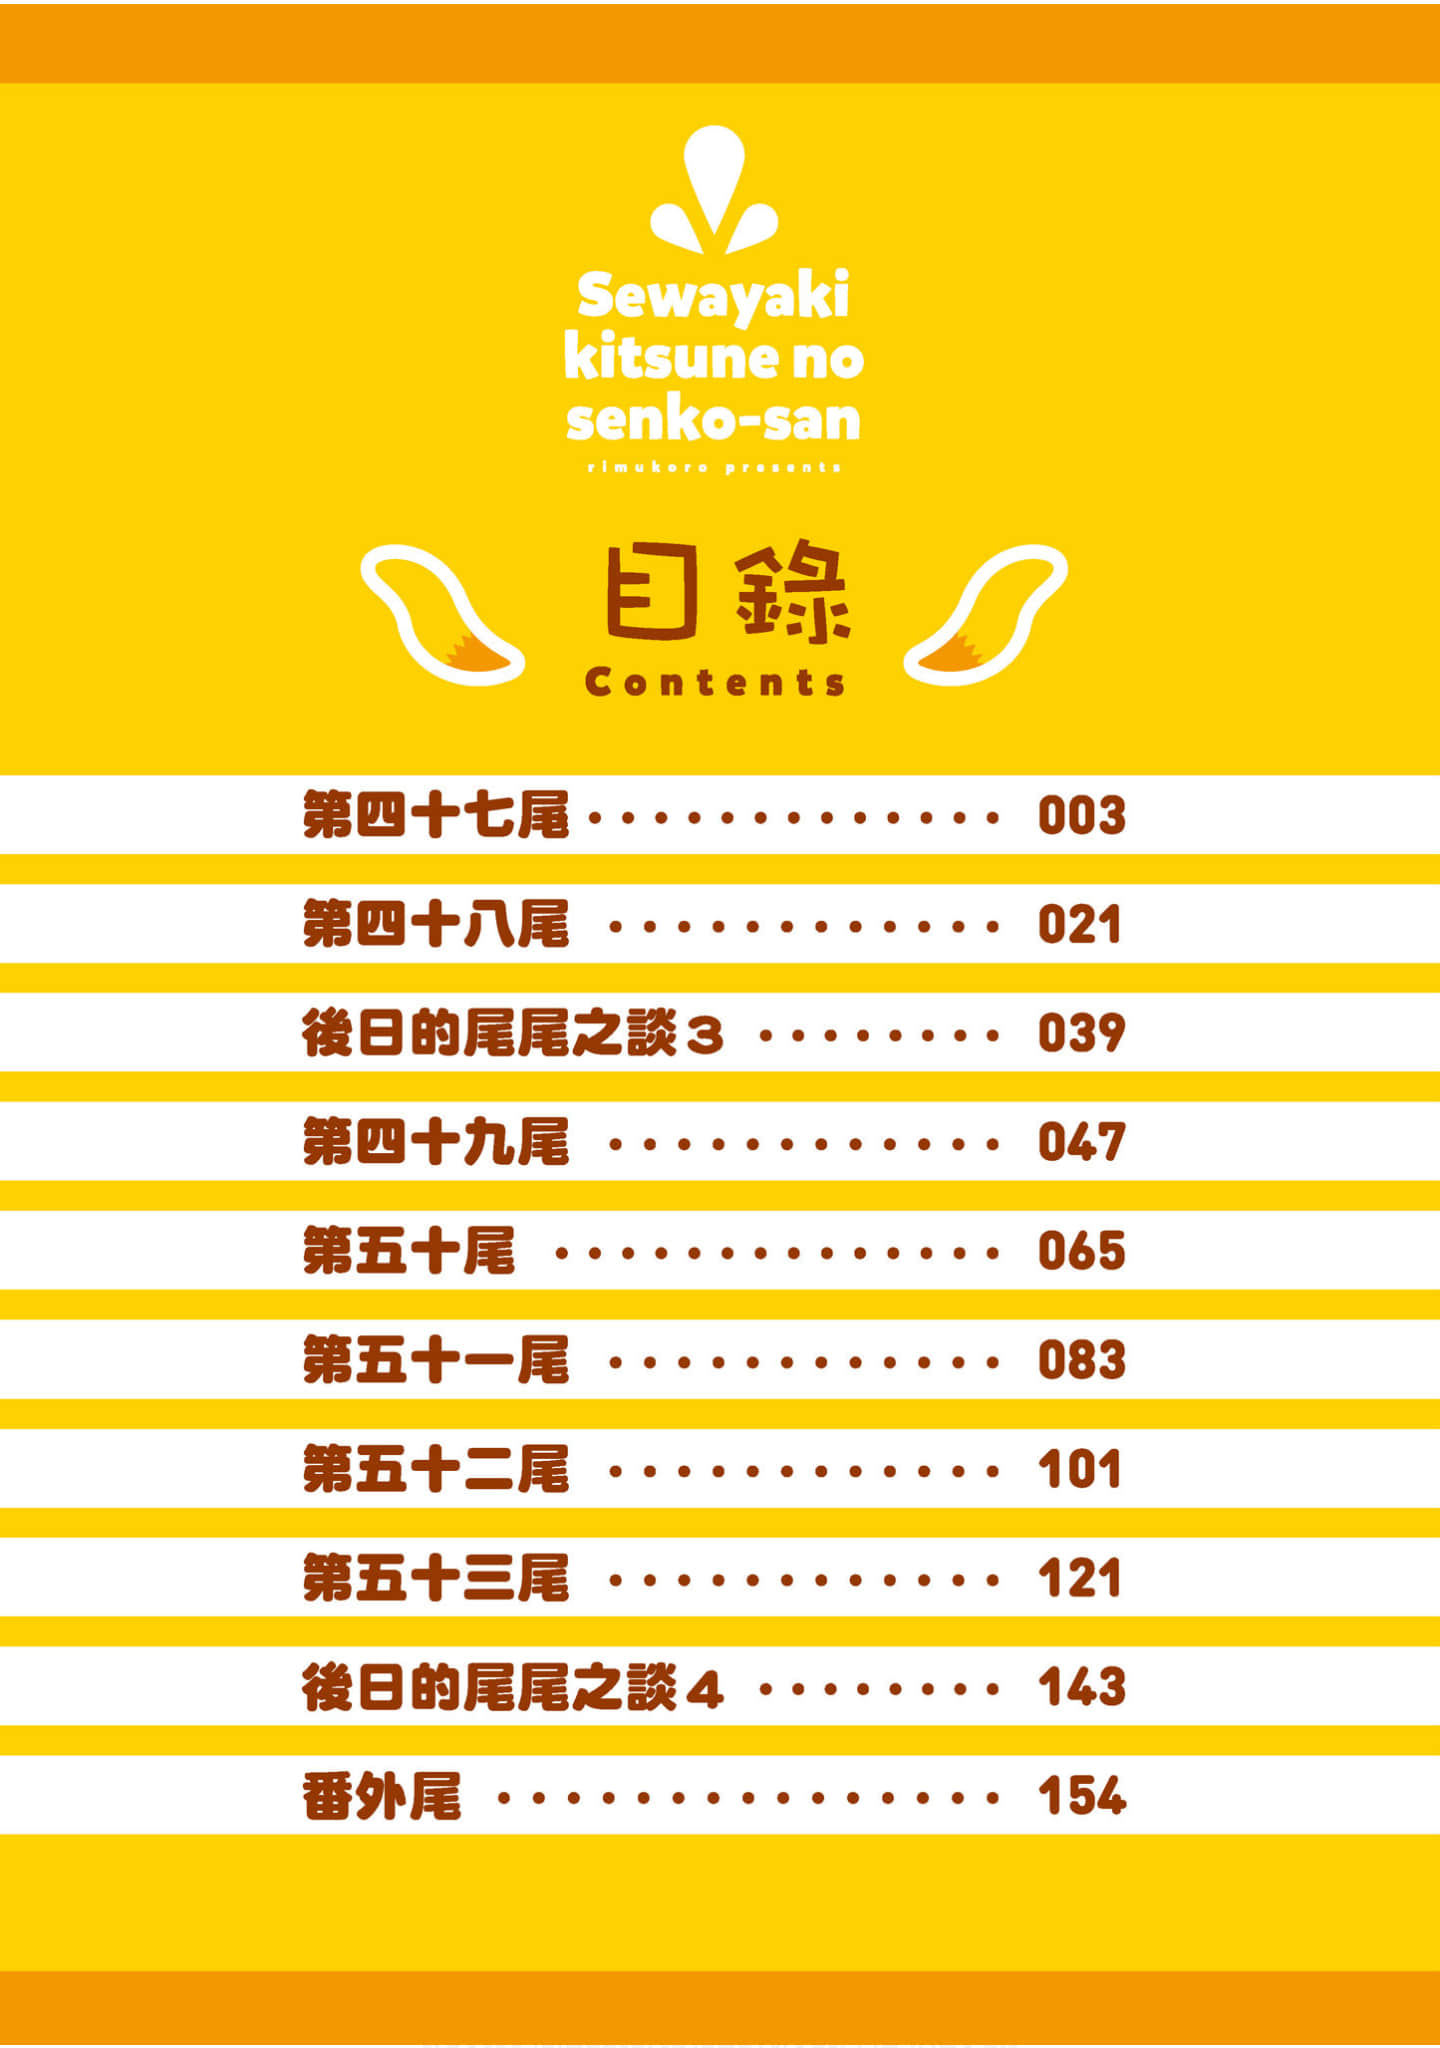 Sewayaki
kitsune no
senko-san
rimukoro presents
目錄
Contents
第四十七尾 ············· 003
第四十八尾 ············ 021
後日的尾尾之談３ ········ 039
第四十九尾 ············ 047
第五十尾 ·············· 065
第五十一尾 ············ 083
第五十二尾 ············ 101
第五十三尾 ············ 121
後日的尾尾之談４ ········ 143
番外尾 ··············· 154